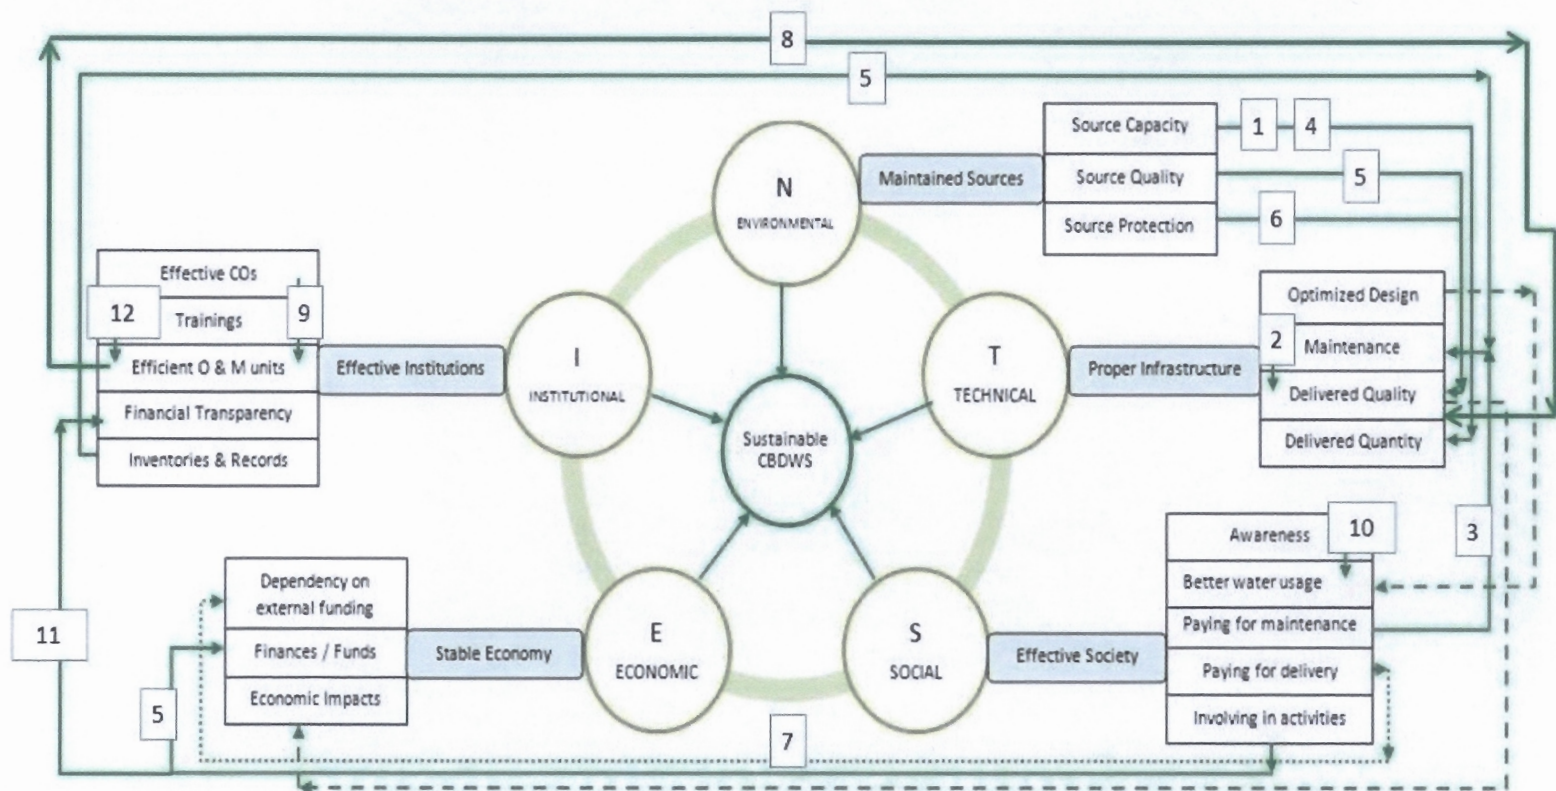 8
5
Source Capacity
1
4
Maintained Sources
Source Quality
5
Source Protection
6
N
ENVIRONMENTAL
Effective COs
12
Trainings
9
Efficient O & M units
Financial Transparency
Inventories & Records
Effective Institutions
I
INSTITUTIONAL
T
TECHNICAL
Proper Infrastructure
Optimized Design
2
Maintenance
Delivered Quality
Delivered Quantity
Sustainable
CBDWS
3
Awareness
10
Better water usage
Paying for maintenance
Paying for delivery
Involving in activities
Effective Society
S
SOCIAL
E
ECONOMIC
Stable Economy
Dependency on
external funding
Finances / Funds
Economic Impacts
11
5
7